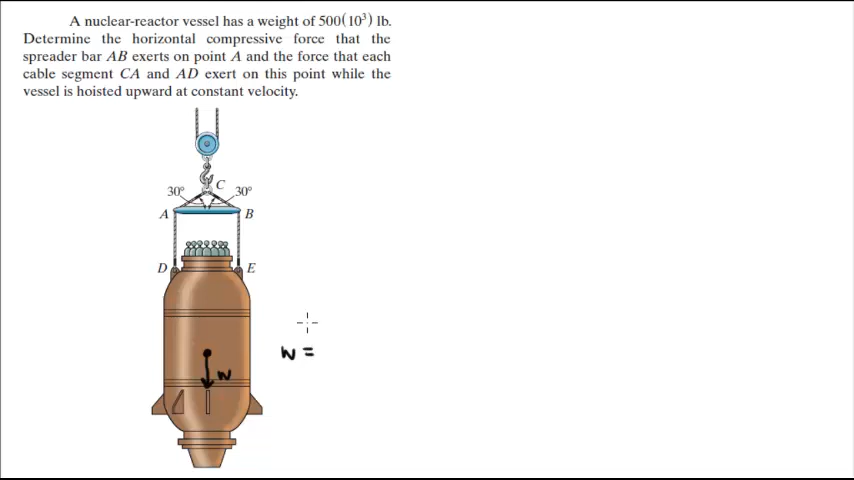 A nuclear-reactor vessel has a weight of 500(10³) lb.
Determine the horizontal compressive force that the
spreader bar AB exerts on point A and the force that each
cable segment CA and AD exert on this point while the
vessel is hoisted upward at constant velocity.
C
30° 30°
A B
D E
W =
W